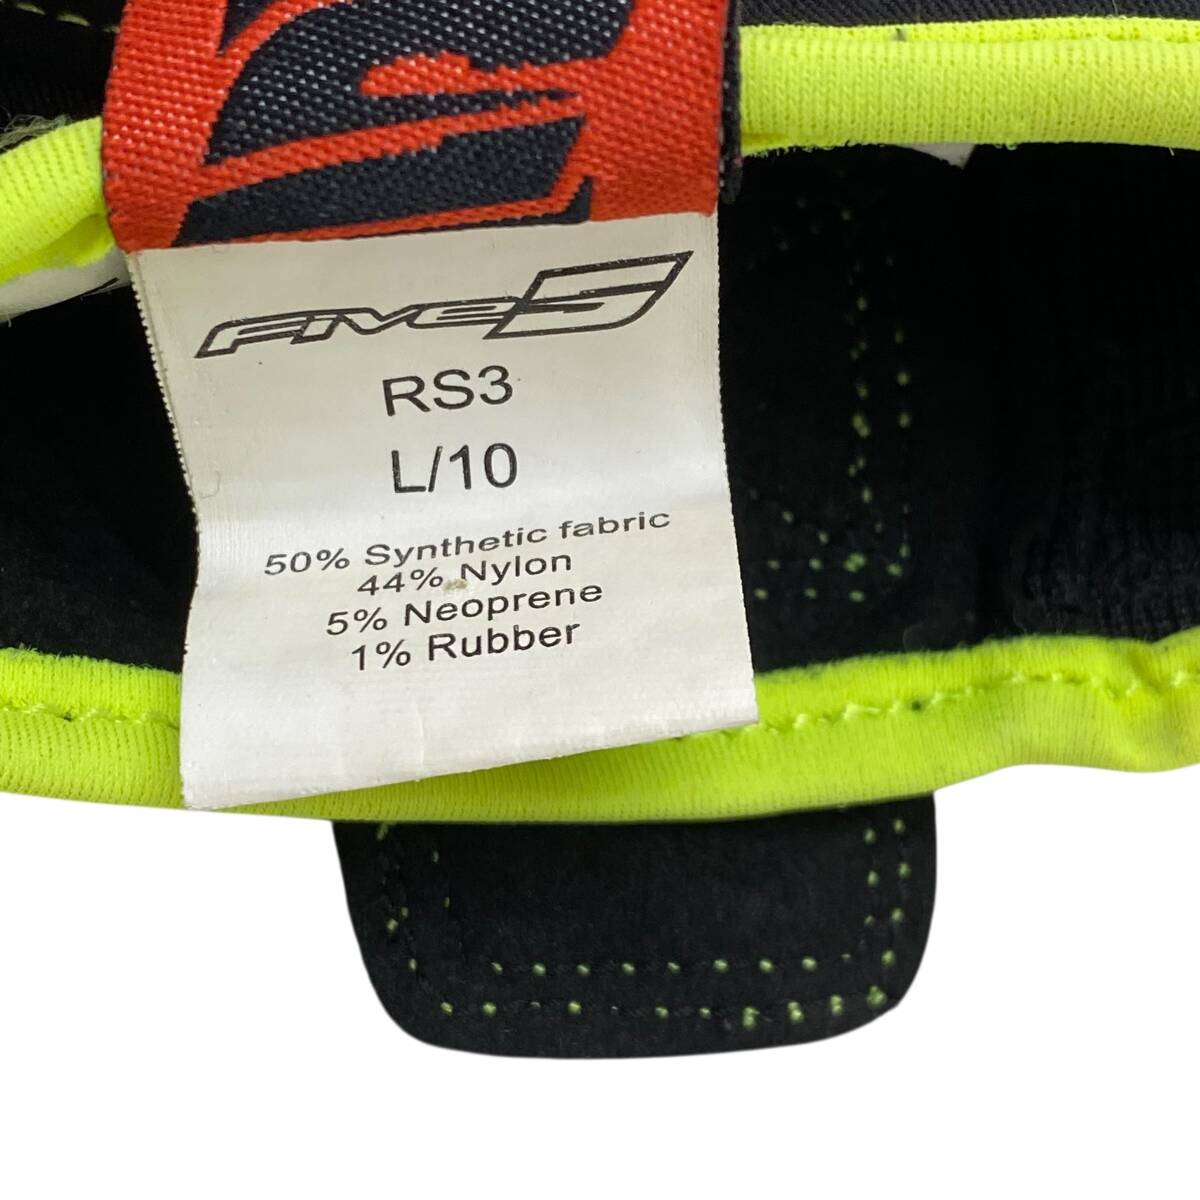 FIVE5
RS3
L/10
50% Synthetic fabric
44% Nylon
5% Neoprene
1% Rubber